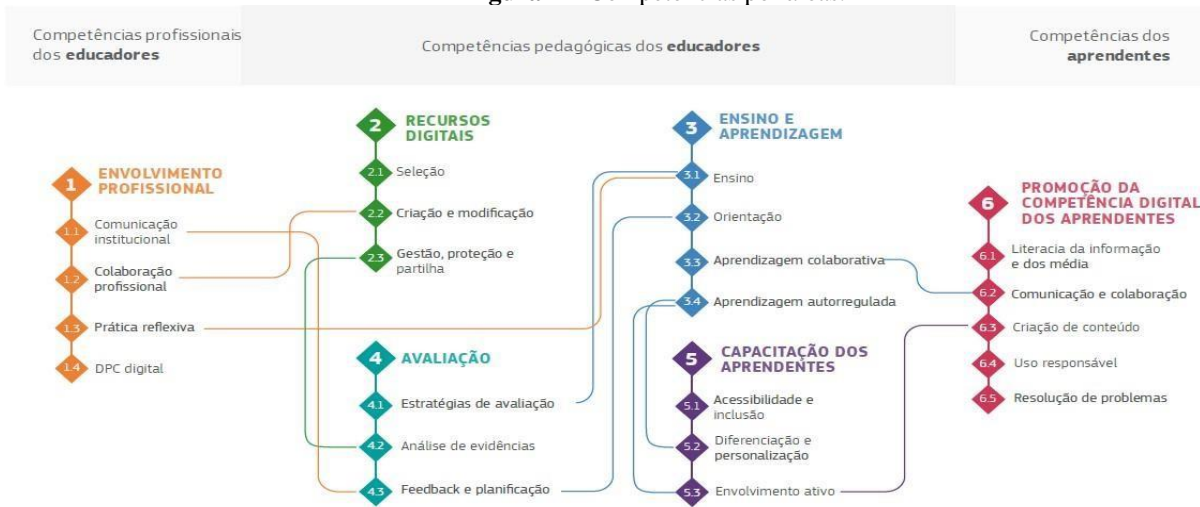 Competências profissionais
dos educadores
Competências pedagógicas dos educadores
Competências dos
aprendentes
1
ENVOLVIMENTO
PROFISSIONAL
1.1
Comunicação
institucional
1.2
Colaboração
profissional
1.3
Prática reflexiva
1.4
DPC digital
2
RECURSOS
DIGITAIS
2.1
Seleção
2.2
Criação e modificação
2.3
Gestão, proteção e
partilha
3
ENSINO E
APRENDIZAGEM
3.1
Ensino
3.2
Orientação
3.3
Aprendizagem colaborativa
3.4
Aprendizagem autorregulada
4
AVALIAÇÃO
4.1
Estratégias de avaliação
4.2
Análise de evidências
4.3
Feedback e planificação
5
CAPACITAÇÃO DOS
APRENDENTES
5.1
Acessibilidade e
inclusão
5.2
Diferenciação e
personalização
5.3
Envolvimento ativo
6
PROMOÇÃO DA
COMPETÊNCIA DIGITAL
DOS APRENDENTES
6.1
Literacia da informação
e dos média
6.2
Comunicação e colaboração
6.3
Criação de conteúdo
6.4
Uso responsável
6.5
Resolução de problemas